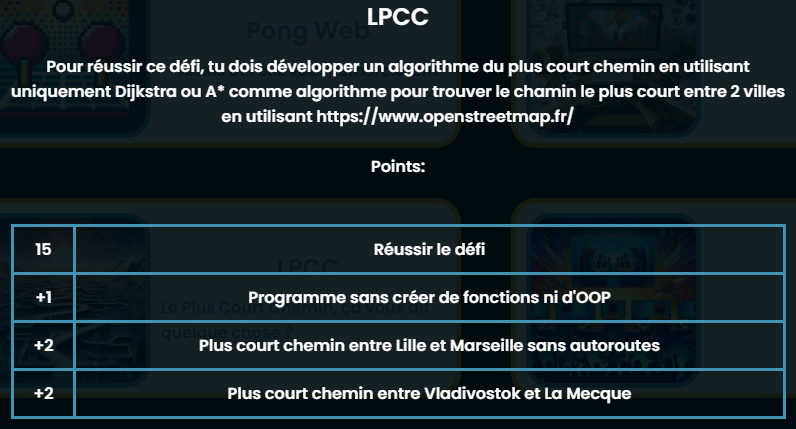 Pong Web
LPCC
Pour réussir ce défi, tu dois développer un algorithme du plus court chemin en utilisant
uniquement Dijkstra ou A* comme algorithme pour trouver le chamin le plus court entre 2 villes
en utilisant https://www.openstreetmap.fr/
Points:
15 Réussir le défi
LPCC
+1 Programme sans créer de fonctions ni d'OOP
Le Plus Court Chemin, ça vous dit
quelque chose ?
+2 Plus court chemin entre Lille et Marseille sans autoroutes
+2 Plus court chemin entre Vladivostok et La Mecque